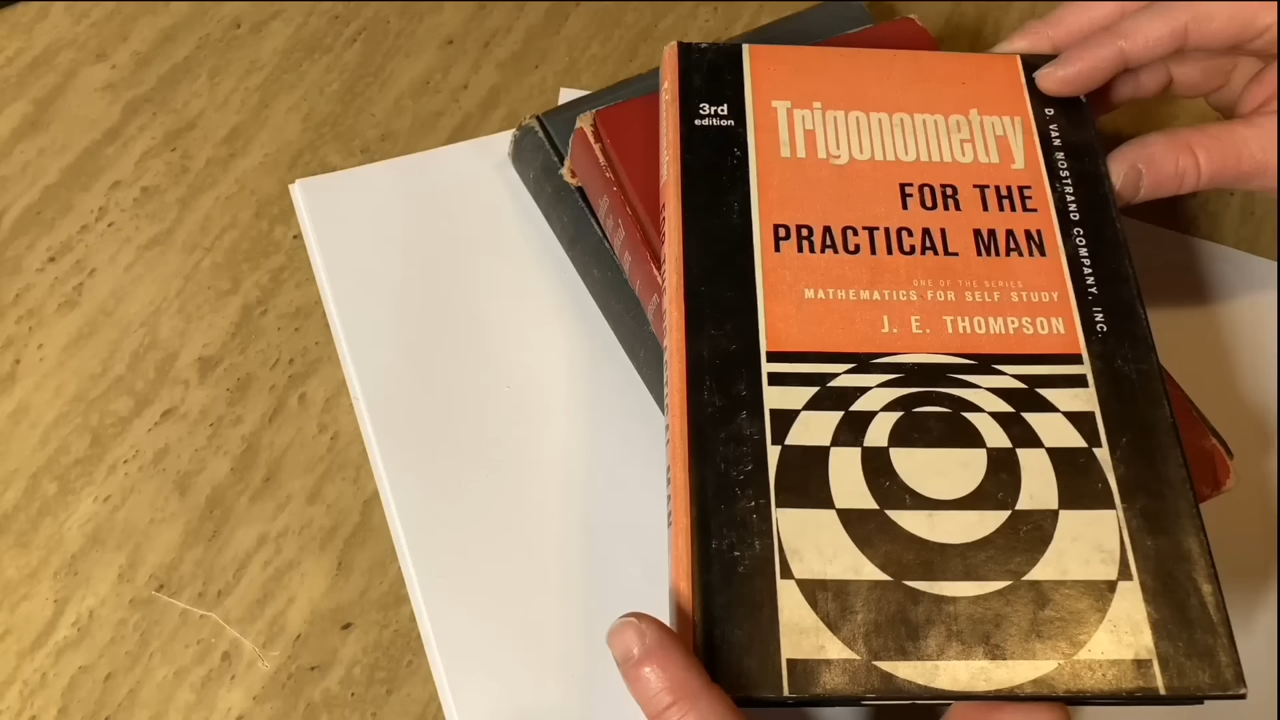 3rd
edition
Trigonometry
FOR THE
PRACTICAL MAN
ONE OF THE SERIES
MATHEMATICS FOR SELF STUDY
J. E. THOMPSON
D. VAN NOSTRAND COMPANY, INC.